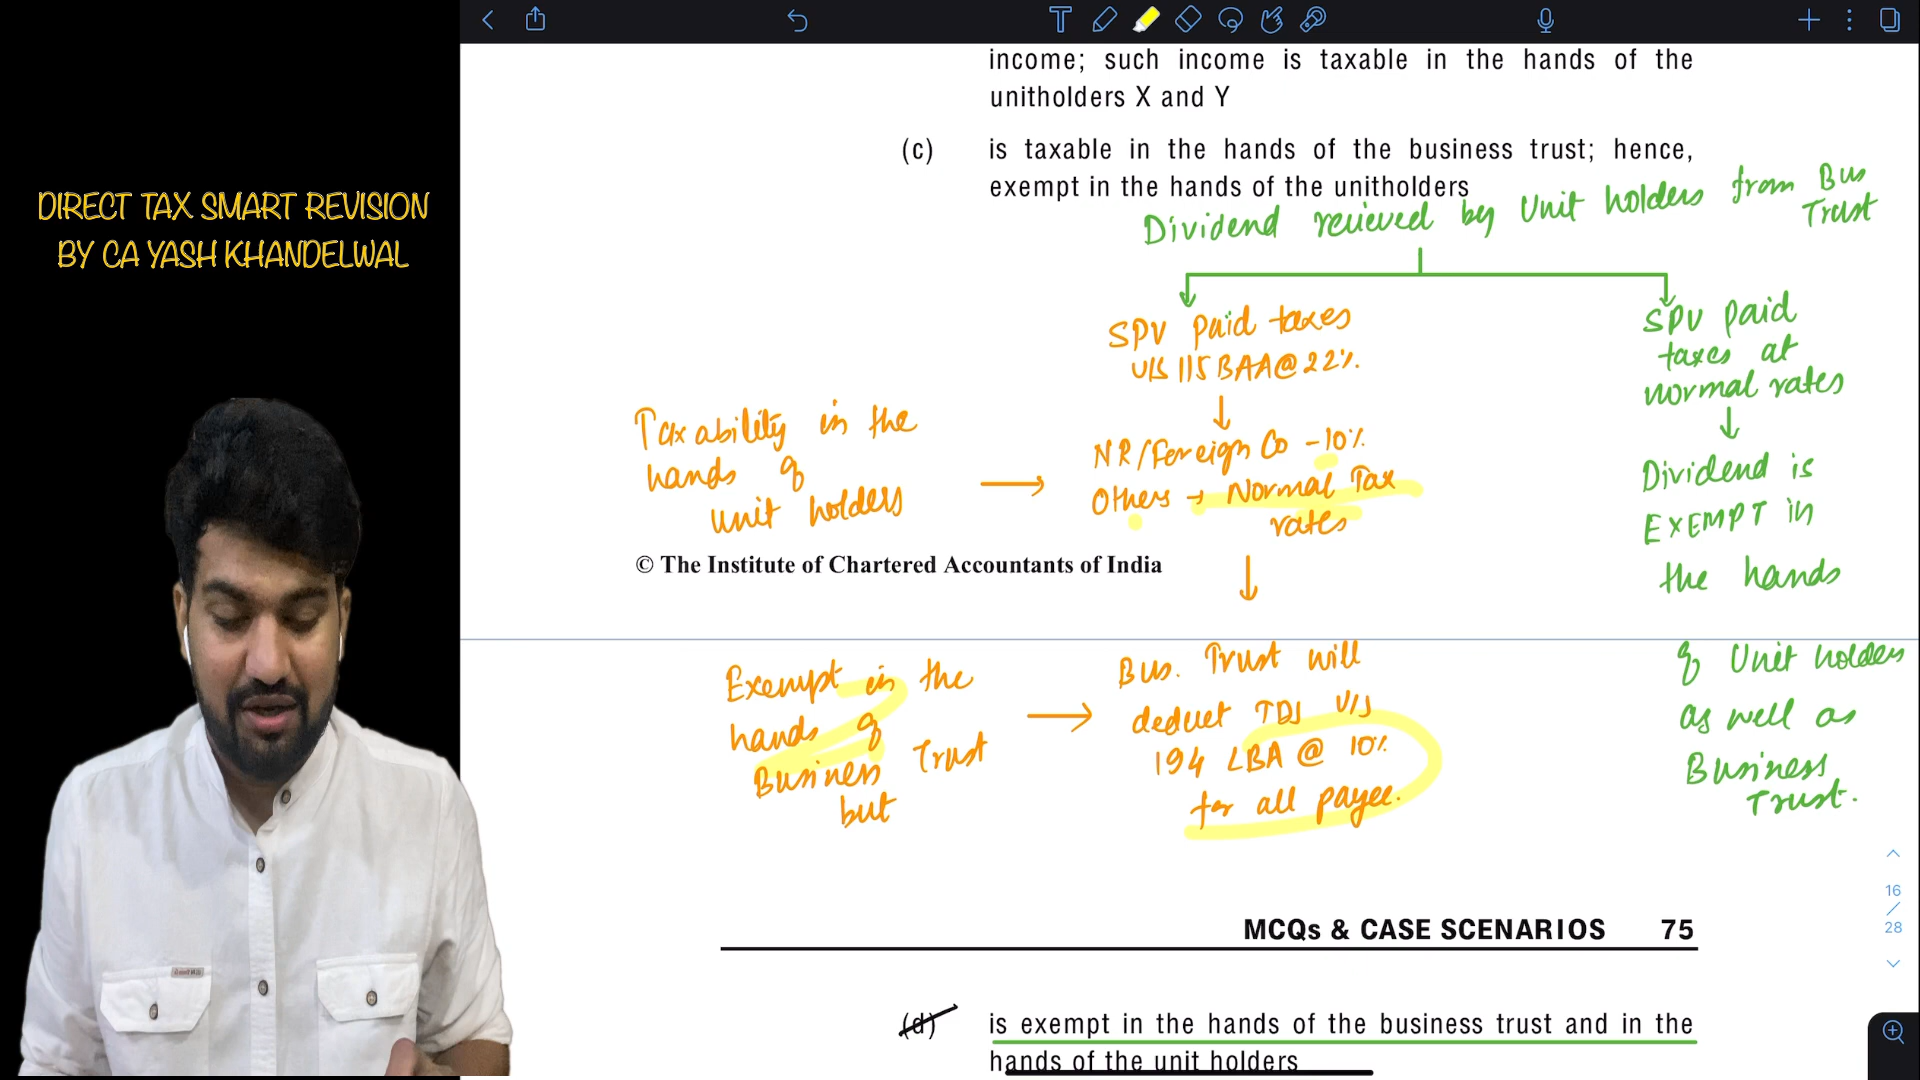 DIRECT TAX SMART REVISION
BY CA YASH KHANDELWAL
income; such income is taxable in the hands of the
unitholders X and Y
(c) is taxable in the hands of the business trust; hence,
exempt in the hands of the unitholders
Dividend recieved by Unit holders from Bus
Trust
SPV paid taxes
U/S 115 BAA @ 22%.
NR/Foreign Co - 10%.
Others → Normal Tax
rates
Taxability in the
hands of
unit holders
SPV paid
taxes at
normal rates
Dividend is
EXEMPT in
the hands
of Unit holders
as well as
Business
Trust.
© The Institute of Chartered Accountants of India
Exempt in the
hands of
Business Trust
but
Bus. Trust will
deduct TDS U/S
194 LBA @ 10%
for all payee.
MCQs & CASE SCENARIOS 75
(d) is exempt in the hands of the business trust and in the
hands of the unit holders
16
/
28